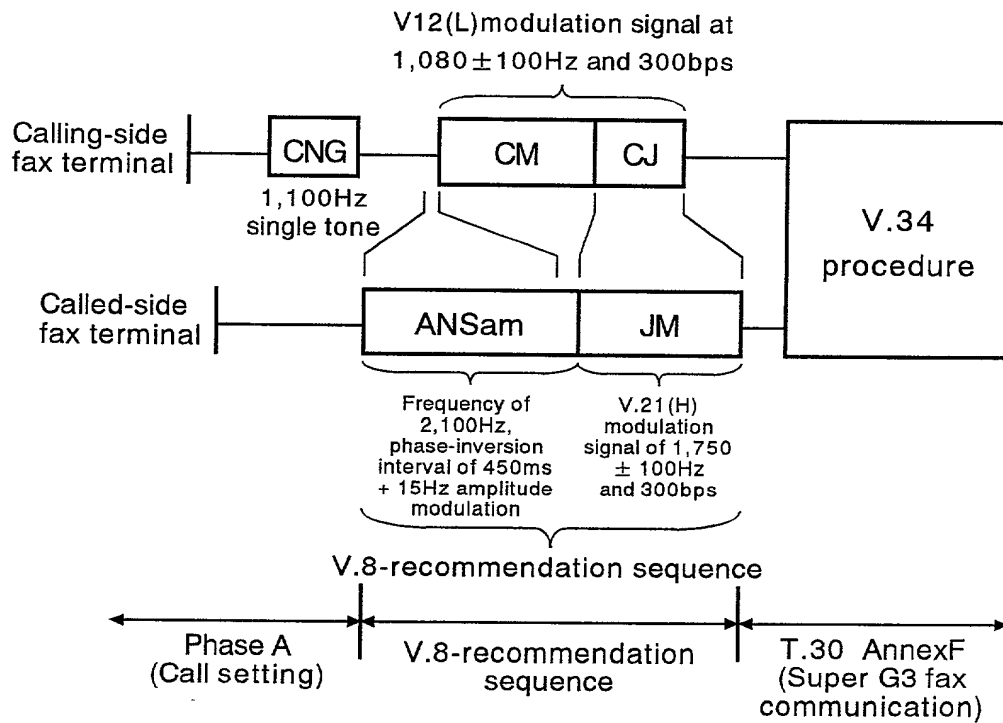 V12(L)modulation signal at
1,080±100Hz and 300bps
Calling-side
fax terminal
CNG
CM
CJ
1,100Hz
single tone
V.34
procedure
Called-side
fax terminal
ANSam
JM
Frequency of
2,100Hz,
phase-inversion
interval of 450ms
+ 15Hz amplitude
modulation
V.21(H)
modulation
signal of 1,750
± 100Hz
and 300bps
V.8-recommendation sequence
Phase A
(Call setting)
V.8-recommendation
sequence
T.30 AnnexF
(Super G3 fax
communication)